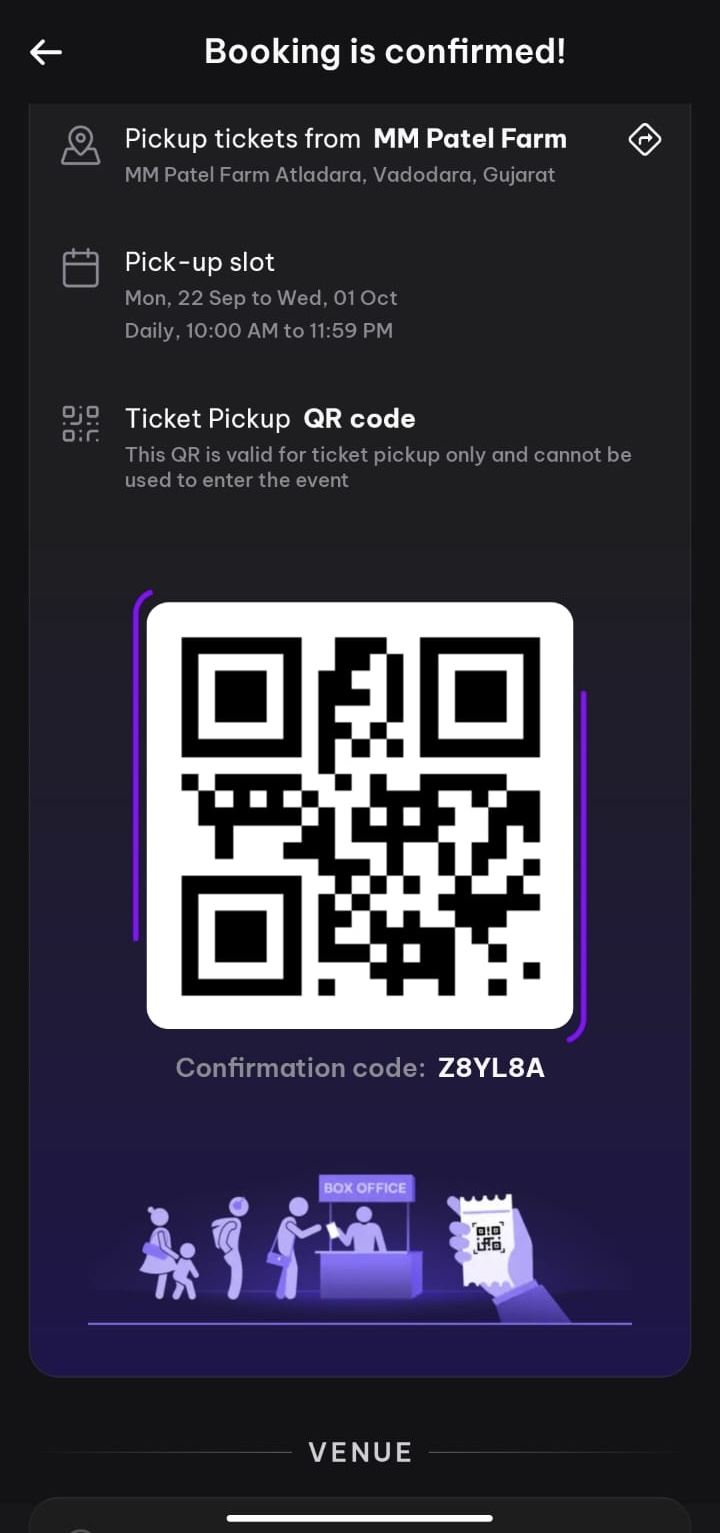 Booking is confirmed!
Pickup tickets from MM Patel Farm
MM Patel Farm Atladara, Vadodara, Gujarat
Pick-up slot
Mon, 22 Sep to Wed, 01 Oct
Daily, 10:00 AM to 11:59 PM
Ticket Pickup QR code
This QR is valid for ticket pickup only and cannot be
used to enter the event
Confirmation code: Z8YL8A
BOX OFFICE
VENUE